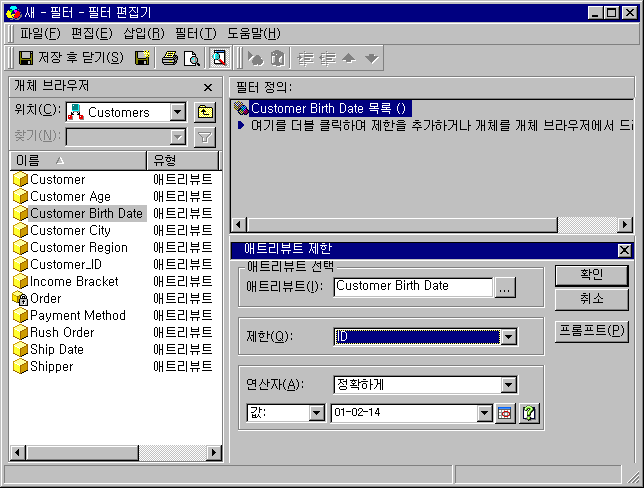 새 - 필터 - 필터 편집기
파일(F) 편집(E) 삽입(R) 필터(T) 도움말(H)
저장 후 닫기(S)
개체 브라우저
위치(C): Customers
찾기(N):
이름 유형
Customer 애트리뷰트
Customer Age 애트리뷰트
Customer Birth Date 애트리뷰트
Customer City 애트리뷰트
Customer Region 애트리뷰트
Customer_ID 애트리뷰트
Income Bracket 애트리뷰트
Order 애트리뷰트
Payment Method 애트리뷰트
Rush Order 애트리뷰트
Ship Date 애트리뷰트
Shipper 애트리뷰트
필터 정의:
Customer Birth Date 목록 ()
여기를 더블 클릭하여 제한을 추가하거나 개체를 개체 브라우저에서 드래
애트리뷰트 제한
애트리뷰트 선택
애트리뷰트(I): Customer Birth Date ...
제한(Q): ID
연산자(A): 정확하게
값: 01-02-14
확인
취소
프롬프트(P)